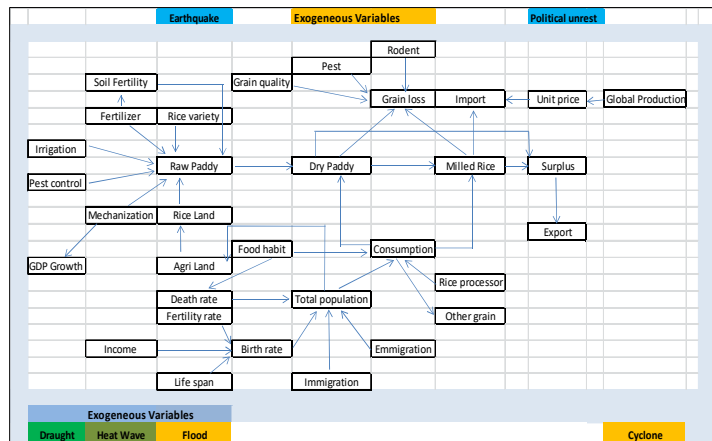 Earthquake Exogeneous Variables Political unrest
Rodent
Pest
Soil Fertility Grain quality
Grain loss Import Unit price Global Production
Fertilizer Rice variety
Irrigation
Raw Paddy Dry Paddy Milled Rice Surplus
Pest control
Mechanization Rice Land
Export
Food habit Consumption
GDP Growth Agri Land
Rice processor
Death rate Total population
Fertility rate Other grain
Income Birth rate Emmigration
Life span Immigration
Exogeneous Variables
Draught Heat Wave Flood Cyclone